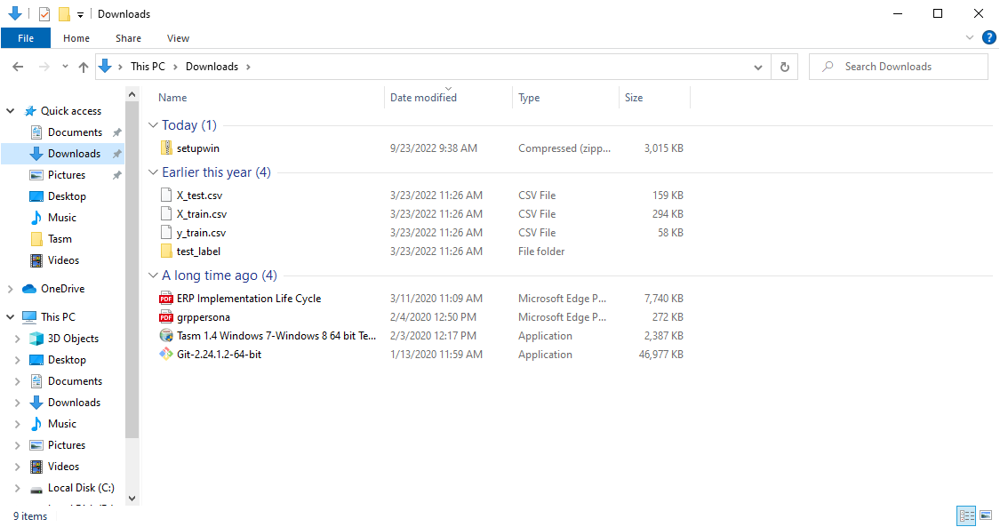 Downloads
File Home Share View
This PC Downloads
Search Downloads
Name Date modified Type Size
Quick access
Documents
Downloads
Pictures
Desktop
Music
Tasm
Videos
OneDrive
This PC
3D Objects
Desktop
Documents
Downloads
Music
Pictures
Videos
Local Disk (C:)
Today (1)
setupwin 9/23/2022 9:38 AM Compressed (zipp... 3,015 KB
Earlier this year (4)
X_test.csv 3/23/2022 11:26 AM CSV File 159 KB
X_train.csv 3/23/2022 11:26 AM CSV File 294 KB
y_train.csv 3/23/2022 11:26 AM CSV File 58 KB
test_label 3/23/2022 11:26 AM File folder
A long time ago (4)
PDF ERP Implementation Life Cycle 3/11/2020 11:09 AM Microsoft Edge P... 7,740 KB
PDF grppersona 2/4/2020 12:50 PM Microsoft Edge P... 272 KB
Tasm 1.4 Windows 7-Windows 8 64 bit Te... 2/3/2020 12:17 PM Application 2,387 KB
Git-2.24.1.2-64-bit 1/13/2020 11:59 AM Application 46,977 KB
9 items